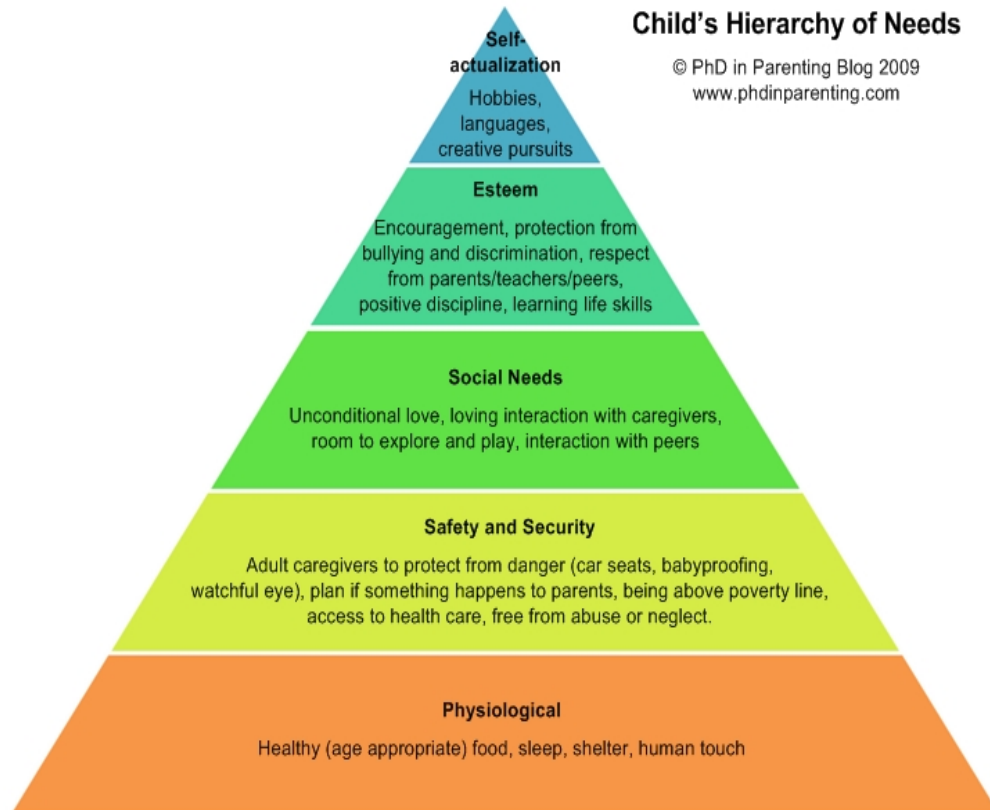 Child's Hierarchy of Needs
© PhD in Parenting Blog 2009
www.phdinparenting.com
Self-
actualization
Hobbies,
languages,
creative pursuits
Esteem
Encouragement, protection from
bullying and discrimination, respect
from parents/teachers/peers,
positive discipline, learning life skills
Social Needs
Unconditional love, loving interaction with caregivers,
room to explore and play, interaction with peers
Safety and Security
Adult caregivers to protect from danger (car seats, babyproofing,
watchful eye), plan if something happens to parents, being above poverty line,
access to health care, free from abuse or neglect.
Physiological
Healthy (age appropriate) food, sleep, shelter, human touch